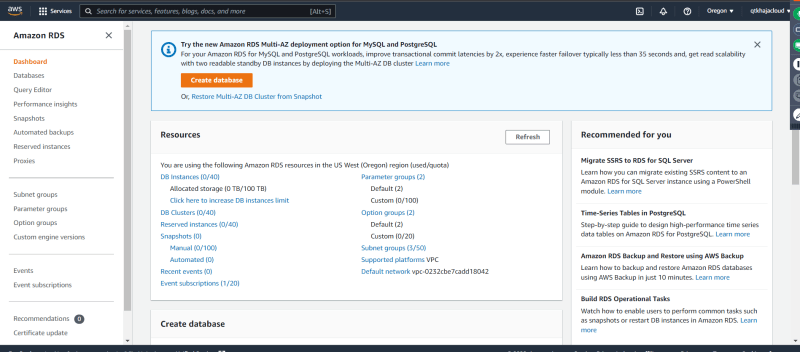 aws
Services
Search for services, features, blogs, docs, and more
[Alt+S]
Oregon
qtkhajacloud
Amazon RDS
Dashboard
Databases
Query Editor
Performance insights
Snapshots
Automated backups
Reserved instances
Proxies
Subnet groups
Parameter groups
Option groups
Custom engine versions
Events
Event subscriptions
Recommendations 0
Certificate update
Try the new Amazon RDS Multi-AZ deployment option for MySQL and PostgreSQL
For your Amazon RDS for MySQL and PostgreSQL workloads, improve transactional commit latencies by 2x, experience faster failover typically less than 35 seconds and, get read scalability
with two readable standby DB instances by deploying the Multi-AZ DB cluster Learn more
Create database
Or, Restore Multi-AZ DB Cluster from Snapshot
Resources
Refresh
You are using the following Amazon RDS resources in the US West (Oregon) region (used/quota)
DB Instances (0/40)
Allocated storage (0 TB/100 TB)
Click here to increase DB instances limit
DB Clusters (0/40)
Reserved instances (0/40)
Snapshots (0)
Manual (0/100)
Automated (0)
Recent events (0)
Event subscriptions (1/20)
Parameter groups (2)
Default (2)
Custom (0/100)
Option groups (2)
Default (2)
Custom (0/20)
Subnet groups (3/50)
Supported platforms VPC
Default network vpc-0232cbe7cadd18042
Create database
Recommended for you
Migrate SSRS to RDS for SQL Server
Learn how you can migrate existing SSRS content to an
Amazon RDS for SQL Server instance using a PowerShell
module. Learn more
Time-Series Tables in PostgreSQL
Step-by-step guide to design high-performance time series
data tables on Amazon RDS for PostgreSQL. Learn more
Amazon RDS Backup and Restore using AWS Backup
Learn how to backup and restore Amazon RDS databases
using AWS Backup in just 10 minutes. Learn more
Build RDS Operational Tasks
Watch how to enable users to perform common tasks such
as snapshots or restart DB instances in Amazon RDS. Learn
more